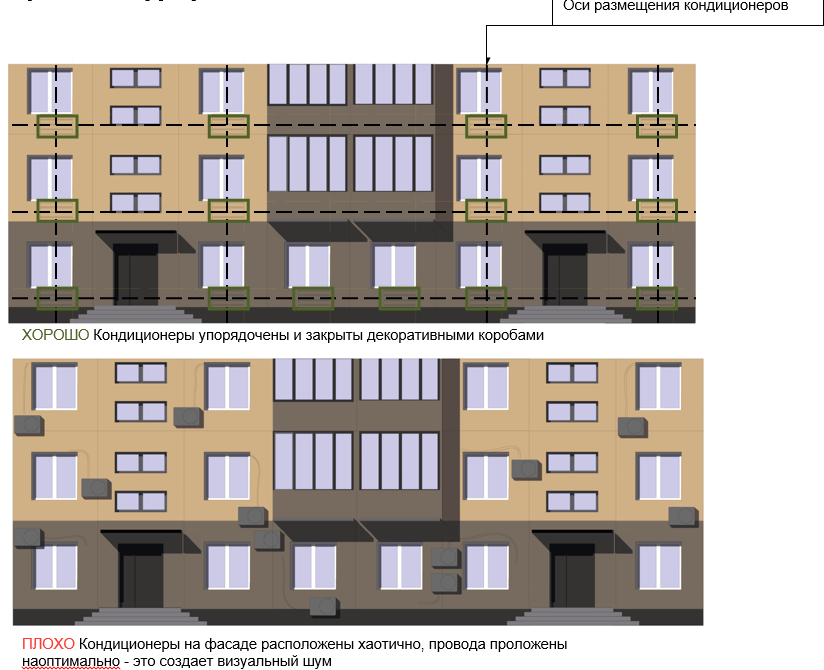 Оси размещения кондиционеров
ХОРОШО Кондиционеры упорядочены и закрыты декоративными коробами
ПЛОХО Кондиционеры на фасаде расположены хаотично, провода проложены
наоптимально - это создает визуальный шум